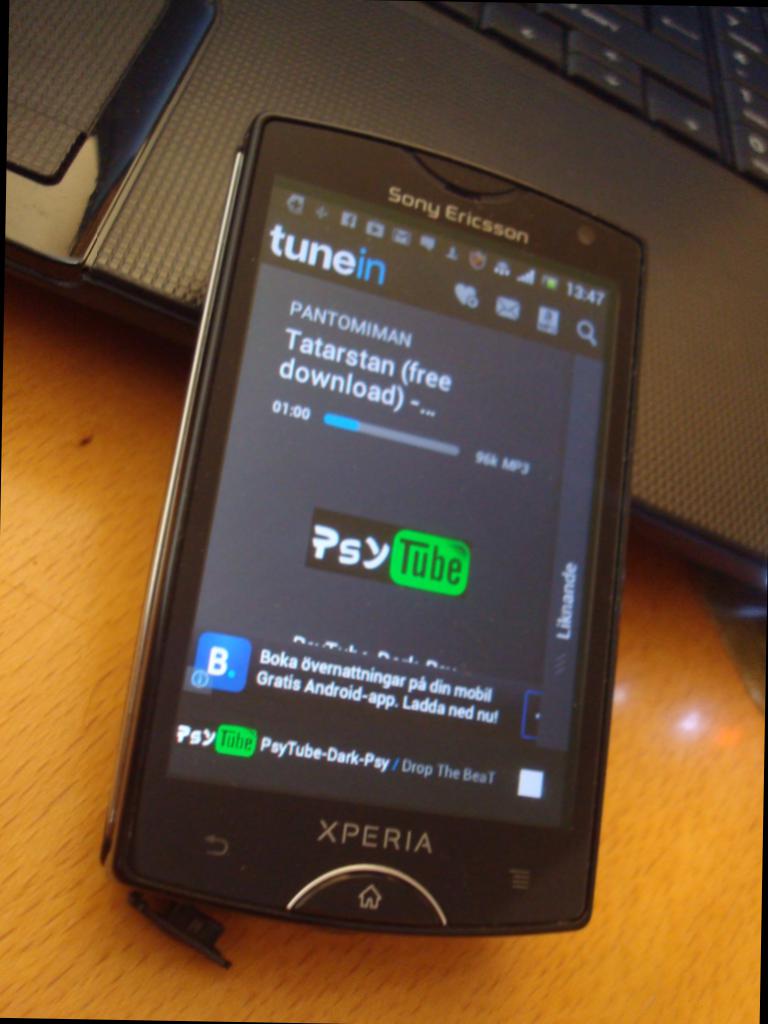 Sony Ericsson
13:47
tunein
PANTOMIMAN
Tatarstan (free
download) -...
01:00
96k MP3
PsyTube
Liknande
B.
Boka övernattningar på din mobil
Gratis Android-app. Ladda ned nu!
PsyTube
PsyTube-Dark-Psy / Drop The BeaT
XPERIA